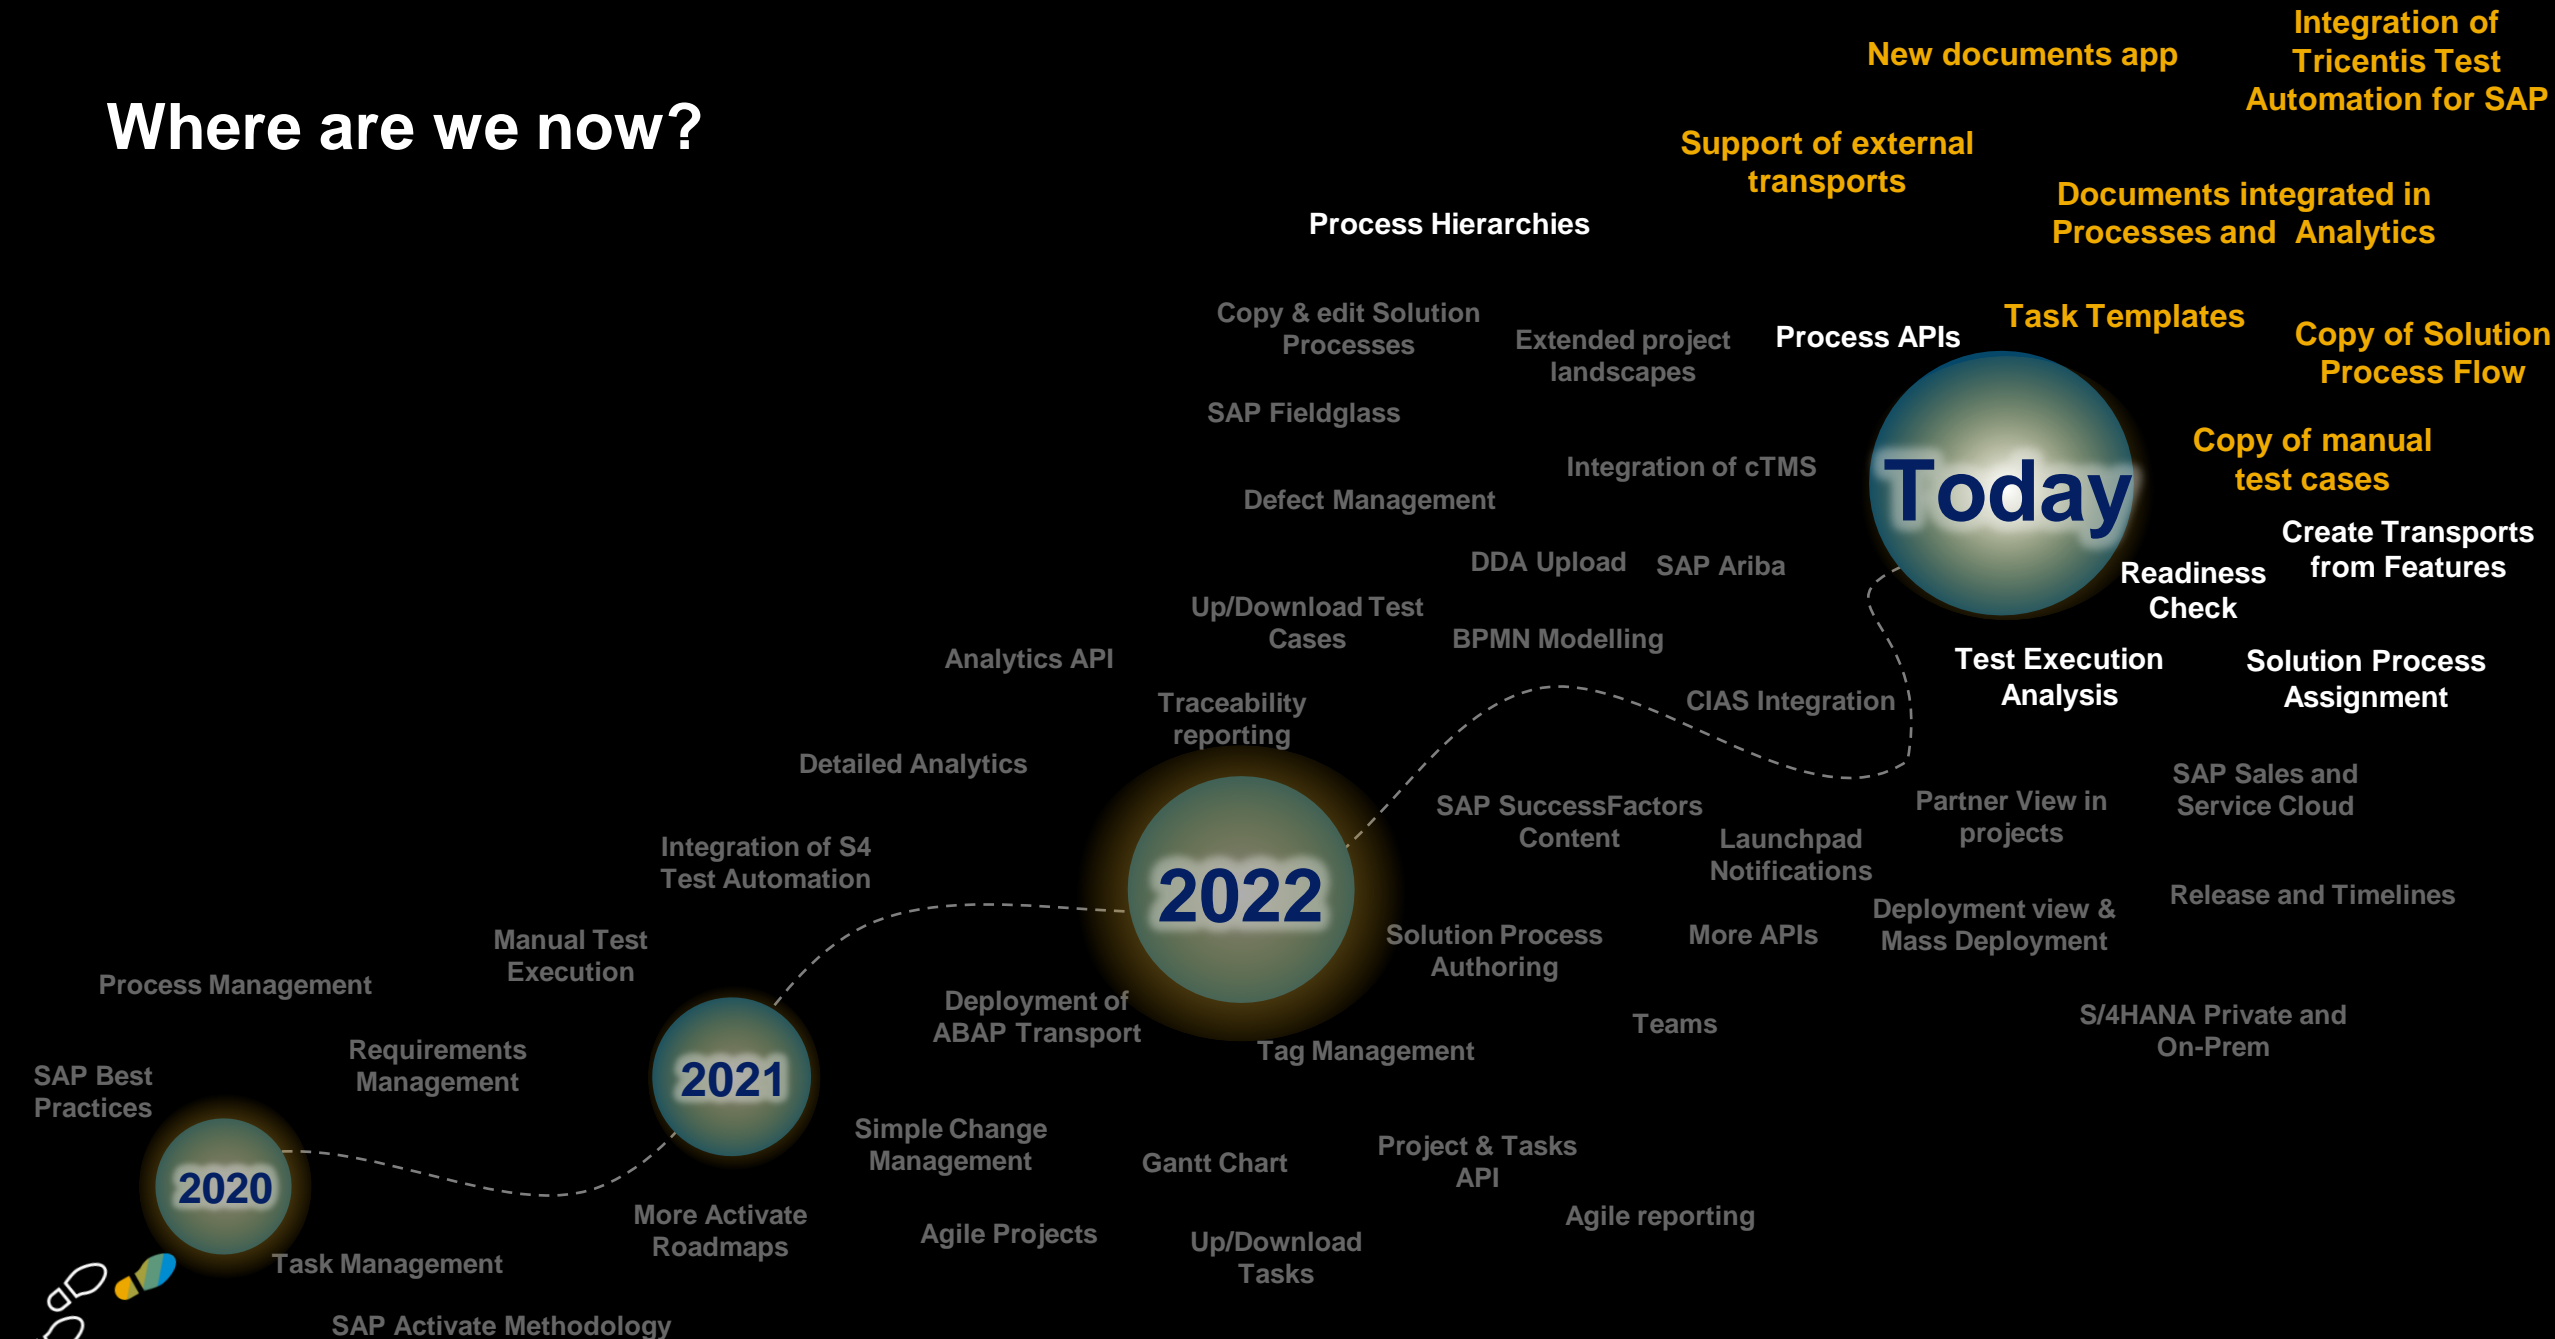 Where are we now?
New documents app
Integration of
Tricentis Test
Automation for SAP
Support of external
transports
Documents integrated in
Processes and Analytics
Process Hierarchies
Copy & edit Solution
Processes
Extended project
landscapes
Process APIs
Task Templates
Copy of Solution
Process Flow
SAP Fieldglass
Integration of cTMS
Copy of manual
test cases
Defect Management
Today
Create Transports
from Features
DDA Upload
SAP Ariba
Readiness
Check
Up/Download Test
Cases
BPMN Modelling
Analytics API
Test Execution
Analysis
Solution Process
Assignment
Traceability
reporting
CIAS Integration
Detailed Analytics
SAP SuccessFactors
Content
Launchpad
Notifications
Partner View in
projects
SAP Sales and
Service Cloud
Integration of S4
Test Automation
2022
Deployment view &
Mass Deployment
Release and Timelines
Manual Test
Execution
Solution Process
Authoring
More APIs
Process Management
Deployment of
ABAP Transport
Teams
S/4HANA Private and
On-Prem
Requirements
Management
Tag Management
SAP Best
Practices
2021
Simple Change
Management
Gantt Chart
Project & Tasks
API
2020
More Activate
Roadmaps
Agile Projects
Up/Download
Tasks
Agile reporting
Task Management
SAP Activate Methodology